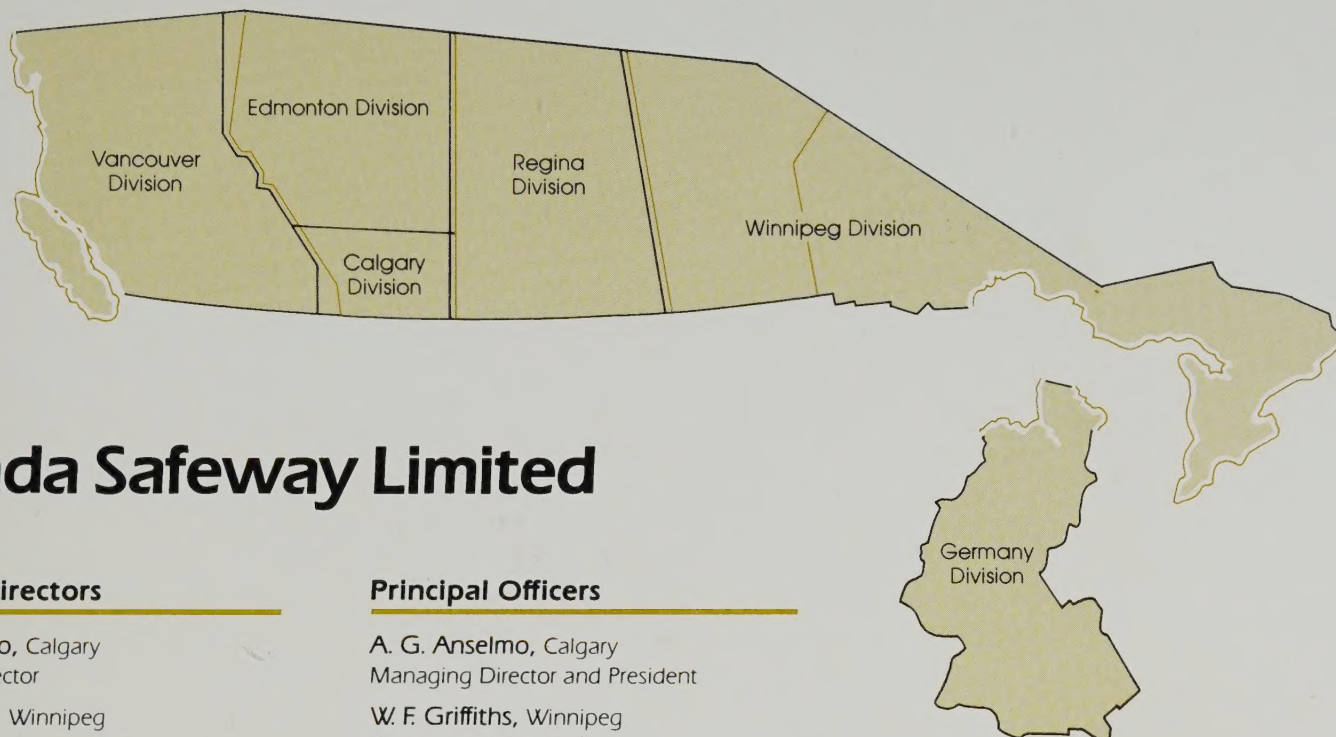 Edmonton Division
Vancouver
Division
Regina
Division
Winnipeg Division
Calgary
Division
da Safeway Limited
Germany
Division
irectors
o, Calgary
ector
Winnipeg
Principal Officers
A. G. Anselmo, Calgary
Managing Director and President
W. F. Griffiths, Winnipeg